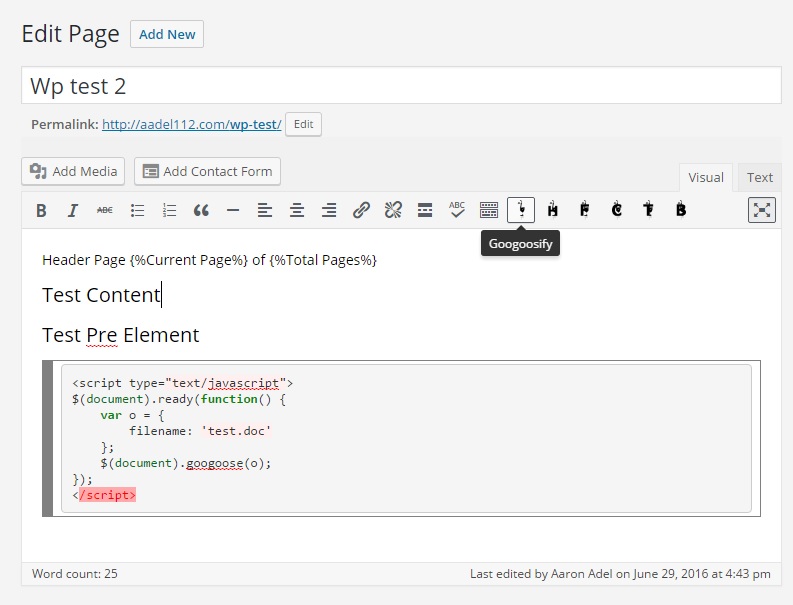 Edit Page Add New
Wp test 2
Permalink: http://aadel112.com/wp-test/ Edit
Add Media Add Contact Form Visual Text
B I ABC ABC H F C T B
Googoosify
Header Page {%Current Page%} of {%Total Pages%}
Test Content
Test Pre Element
<script type="text/javascript">
$(document).ready(function() {
    var o = {
        filename: 'test.doc'
    };
    $(document).googoose(o);
});
</script>
Word count: 25 Last edited by Aaron Adel on June 29, 2016 at 4:43 pm